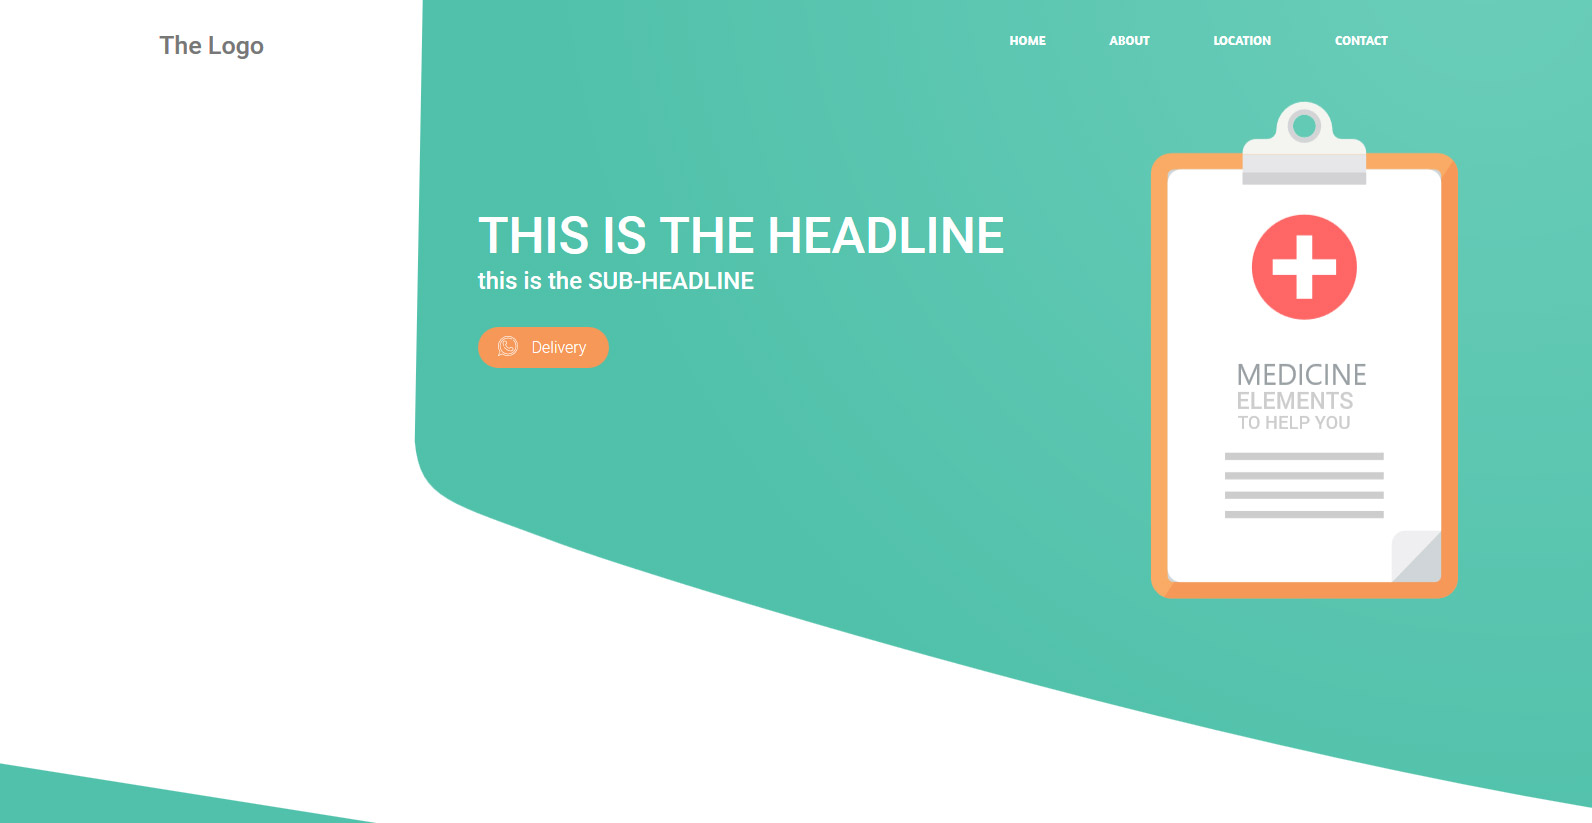 The Logo
HOME ABOUT LOCATION CONTACT
THIS IS THE HEADLINE
this is the SUB-HEADLINE
Delivery
MEDICINE
ELEMENTS
TO HELP YOU